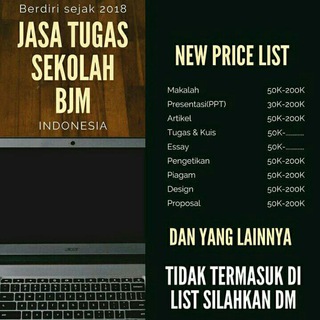 Berdiri sejak 2018
JASA TUGAS
SEKOLAH
BJM
INDONESIA
NEW PRICE LIST
Makalah 50K-200K
Presentasi(PPT) 30K-200K
Artikel 50K-200K
Tugas & Kuis 50K-...........
Essay 50K-...........
Pengetikan 50K-200K
Piagam 50K-200K
Design 50K-200K
Proposal 50K-200K
DAN YANG LAINNYA
TIDAK TERMASUK DI
LIST SILAHKAN DM
acer